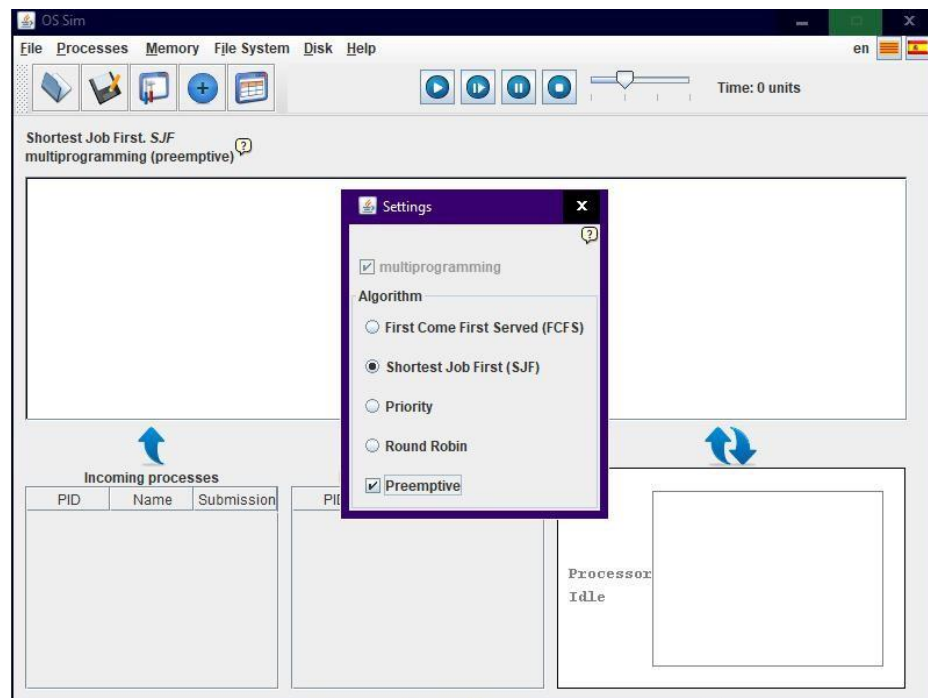 OS Sim
File Processes Memory File System Disk Help
en
Time: 0 units
Shortest Job First. SJF
multiprogramming (preemptive)
Settings
multiprogramming
Algorithm
First Come First Served (FCFS)
Shortest Job First (SJF)
Priority
Round Robin
Preemptive
Incoming processes
PID Name Submission
Processor
Idle